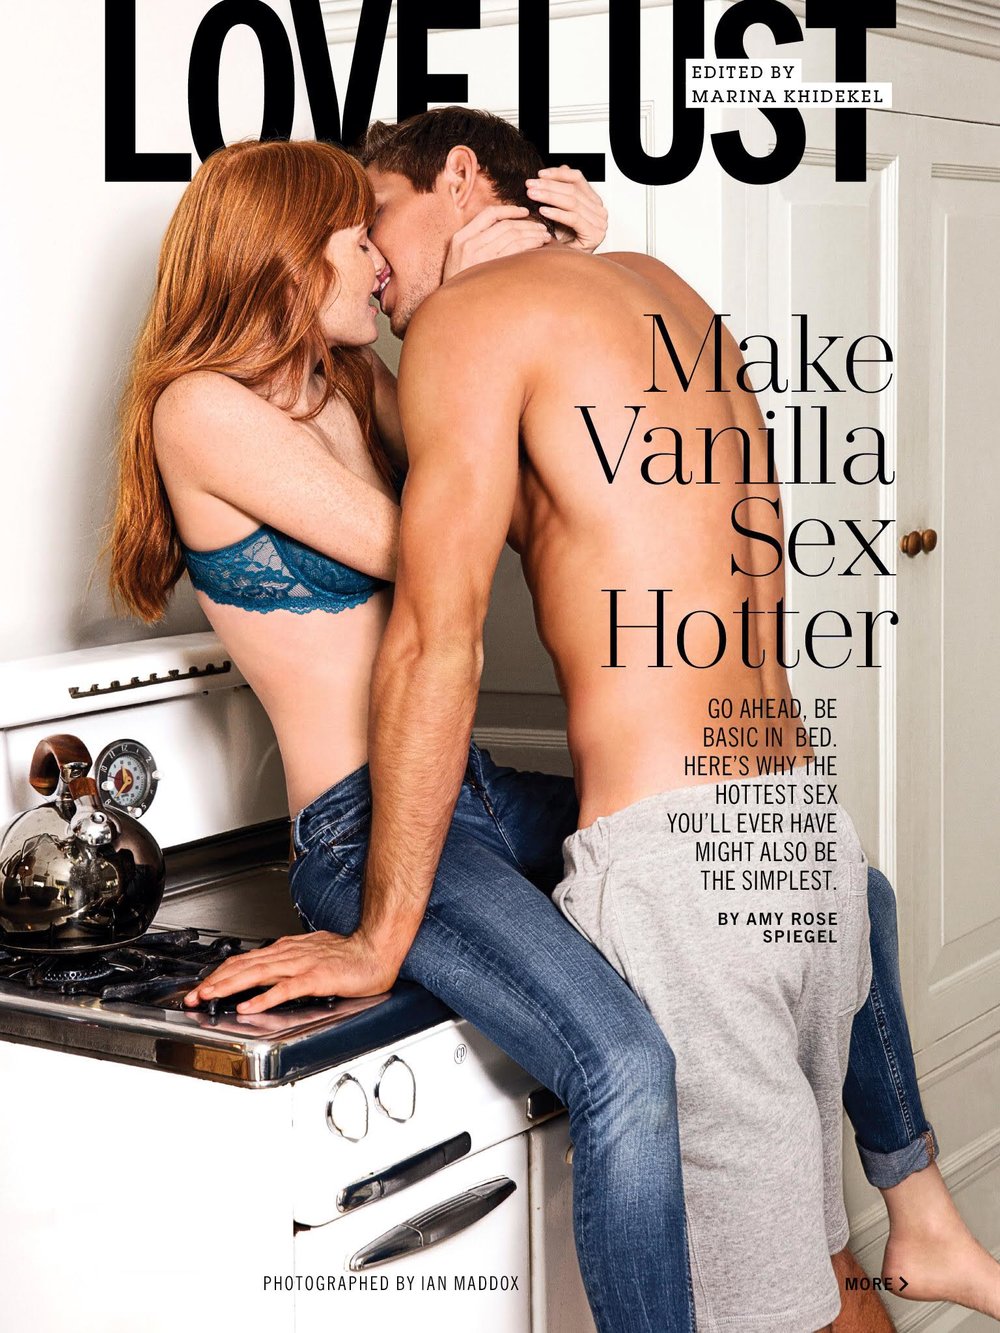 LOVE LUST
EDITED BY
MARINA KHIDEKEL
Make
Vanilla
Sex
Hotter
GO AHEAD, BE
BASIC IN BED.
HERE'S WHY THE
HOTTEST SEX
YOU'LL EVER HAVE
MIGHT ALSO BE
THE SIMPLEST.
BY AMY ROSE
SPIEGEL
PHOTOGRAPHED BY IAN MADDOX
MORE >